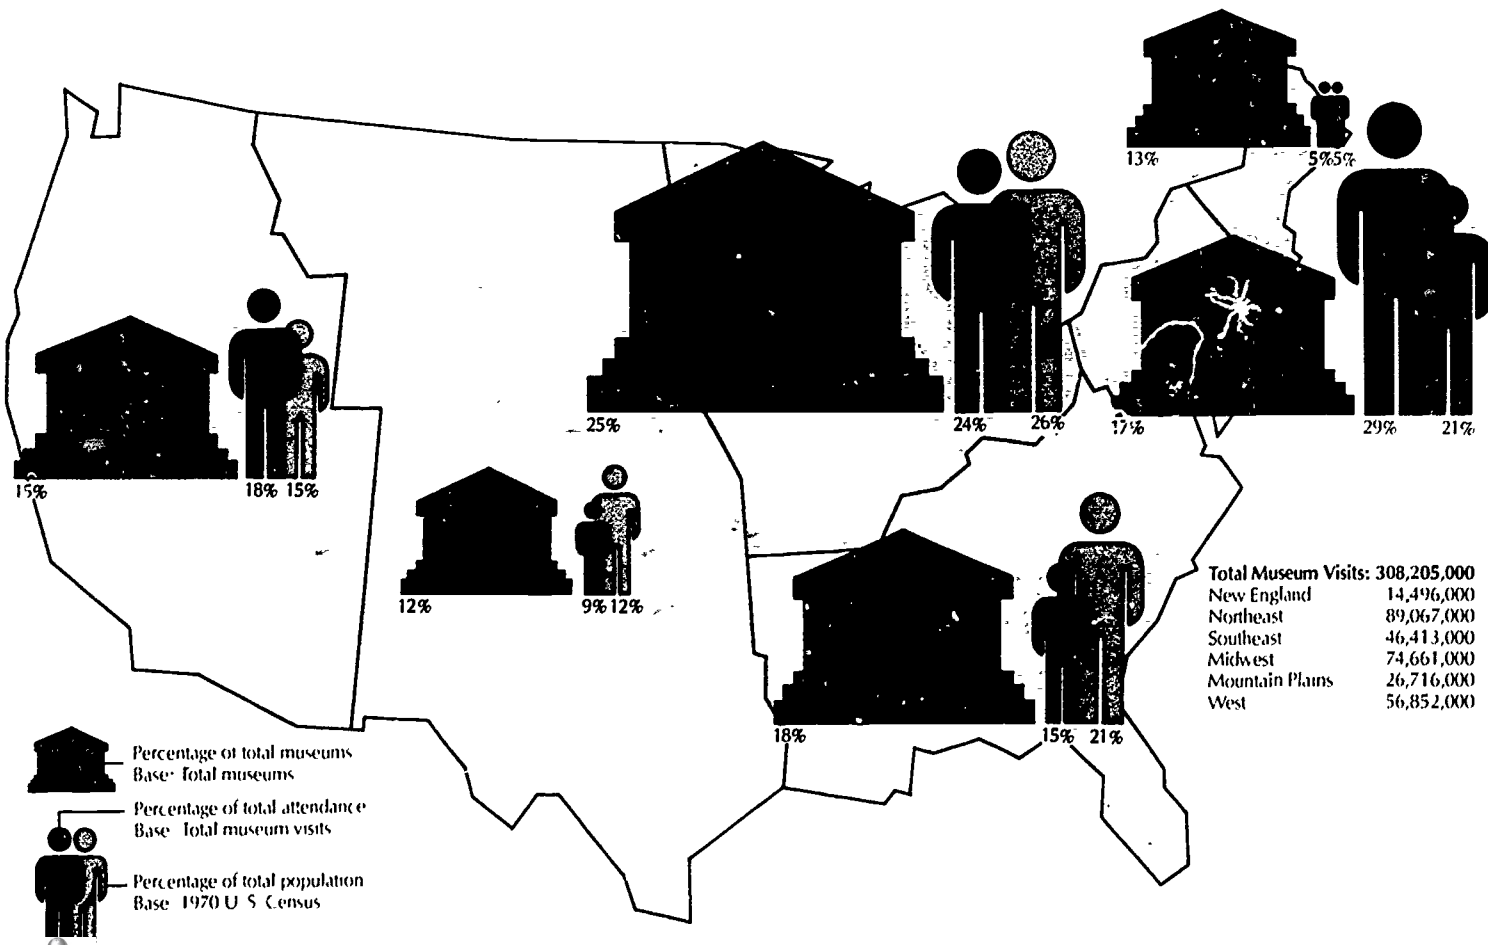 13%
5%
5%
25%
24%
26%
17%
29%
21%
15%
18%
15%
12%
9%
12%
18%
15%
21%
Total Museum Visits: 308,205,000
New England 14,496,000
Northeast 89,067,000
Southeast 46,413,000
Midwest 74,661,000
Mountain Plains 26,716,000
West 56,852,000
Percentage of total museums
Base: Total museums
Percentage of total attendance
Base Total museum visits
Percentage of total population
Base 1970 U S Census